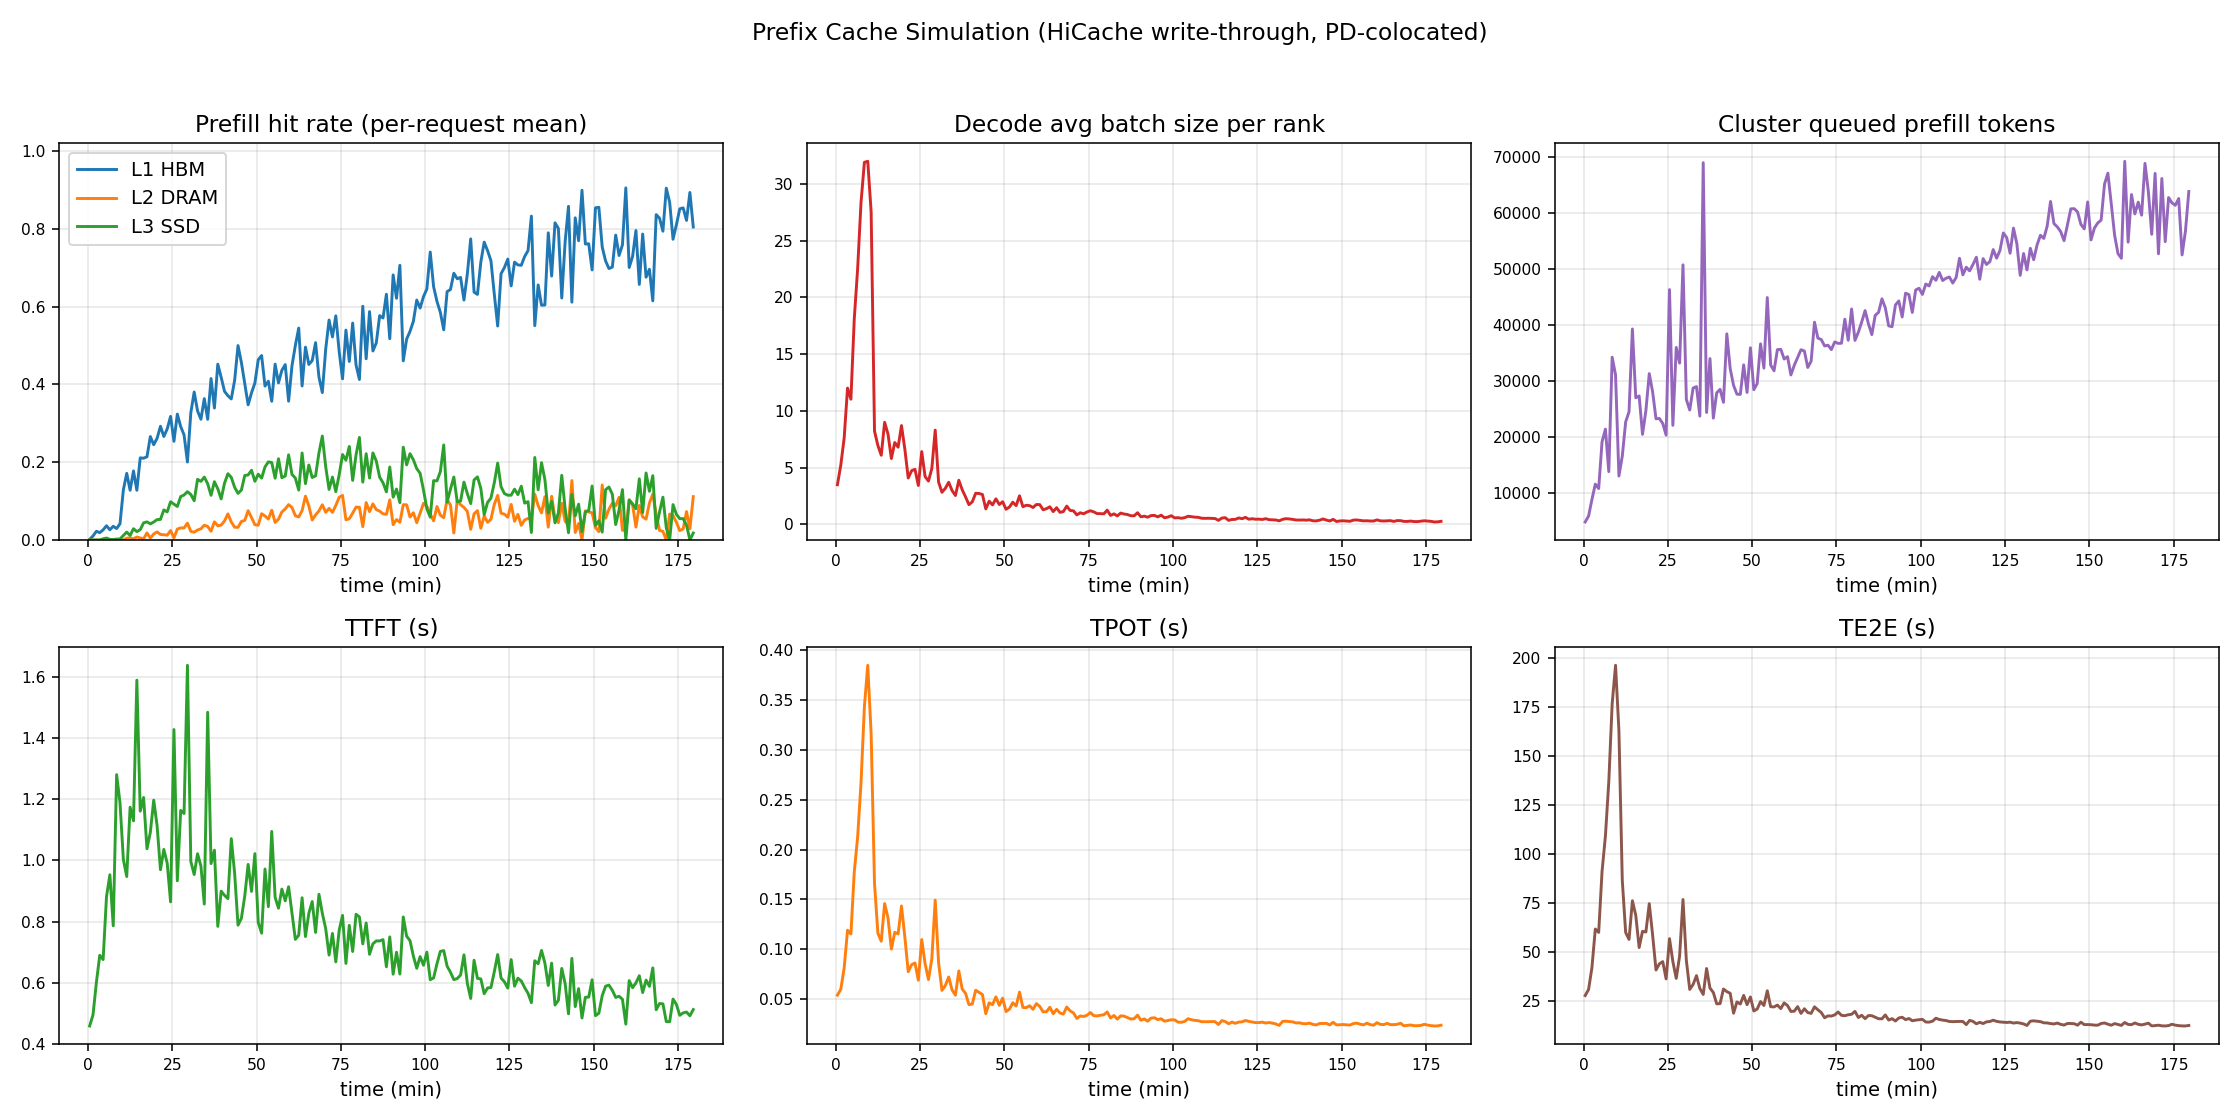 Prefix Cache Simulation (HiCache write-through, PD-colocated)
Prefill hit rate (per-request mean)
1.0
0.8
0.6
0.4
0.2
0.0
L1 HBM
L2 DRAM
L3 SSD
0 25 50 75 100 125 150 175
time (min)
Decode avg batch size per rank
30
25
20
15
10
5
0
0 25 50 75 100 125 150 175
time (min)
Cluster queued prefill tokens
70000
60000
50000
40000
30000
20000
10000
0 25 50 75 100 125 150 175
time (min)
TTFT (s)
1.6
1.4
1.2
1.0
0.8
0.6
0.4
0 25 50 75 100 125 150 175
time (min)
TPOT (s)
0.40
0.35
0.30
0.25
0.20
0.15
0.10
0.05
0 25 50 75 100 125 150 175
time (min)
TE2E (s)
200
175
150
125
100
75
50
25
0 25 50 75 100 125 150 175
time (min)